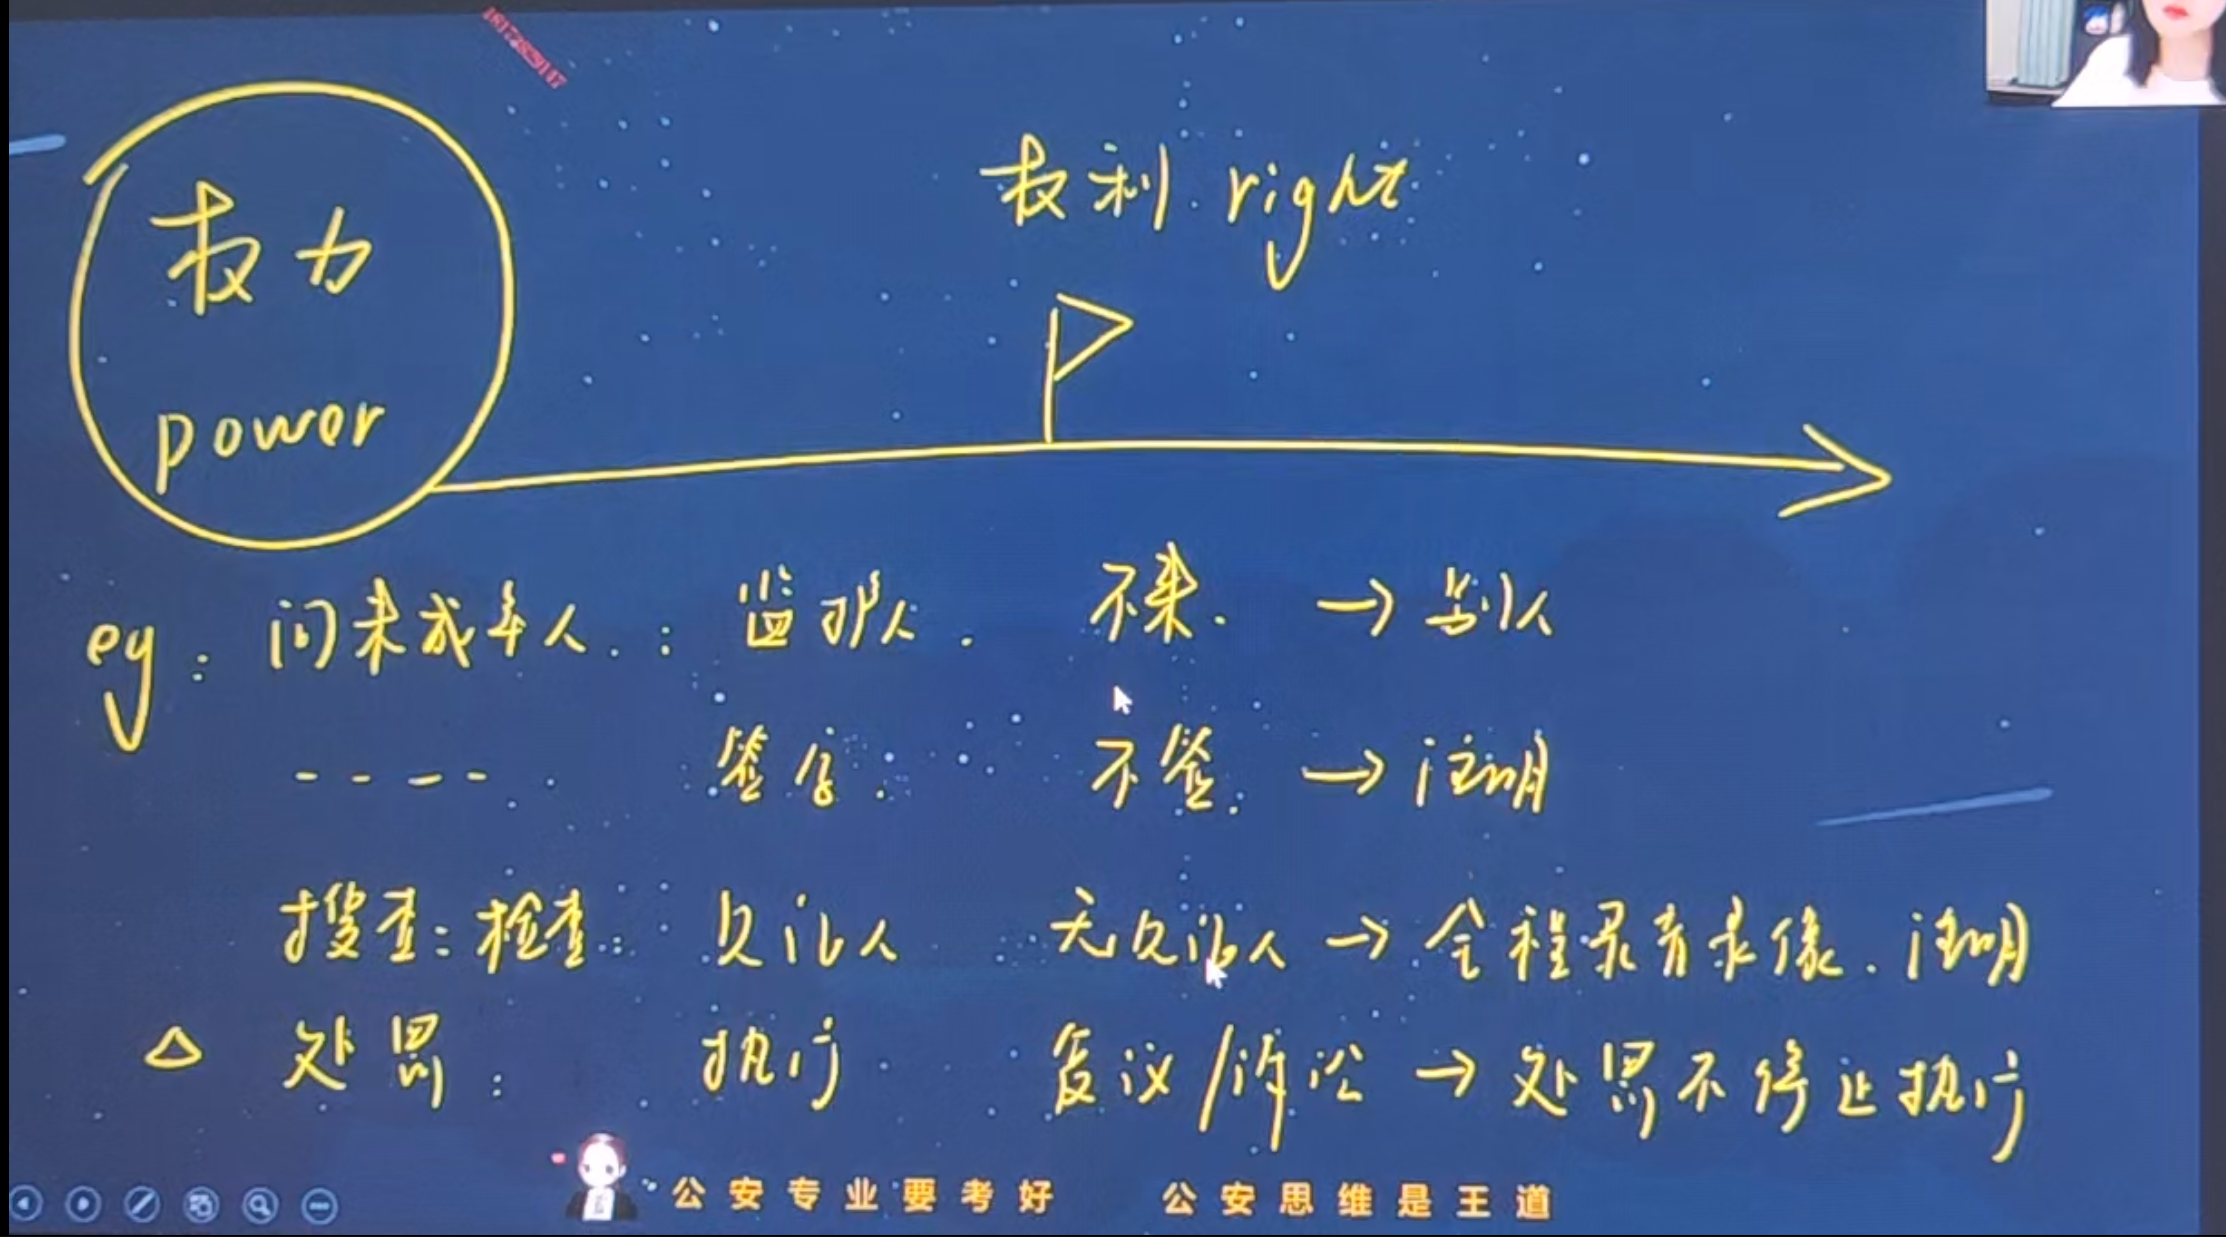 18172829147
权力
power
权利 right
eg: 问未成年人: 监护人. 不来. → 别人
---- 签名. 不签. → 注明
搜查: 检查: 见证人 无见证人 → 全程录音录像. 注明
△ 处罚: 执行. 复议/诉讼 → 处罚不停止执行
公安专业要考好 公安思维是王道